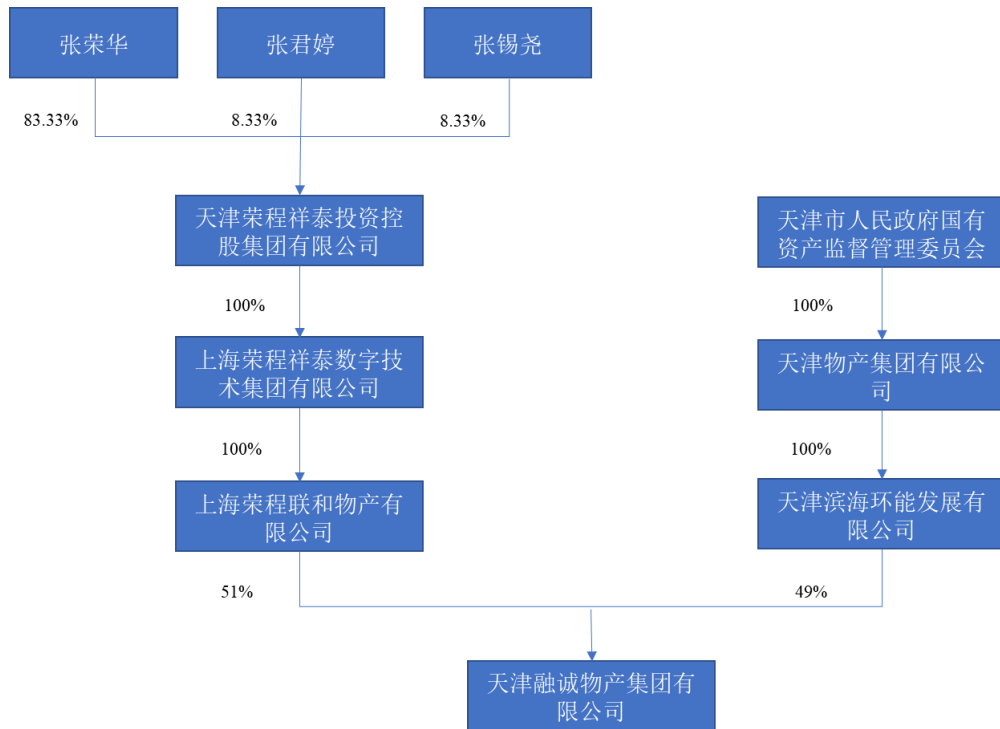 张荣华
张君婷
张锡尧
83.33%
8.33%
8.33%
天津荣程祥泰投资控
股集团有限公司
天津市人民政府国有
资产监督管理委员会
100%
100%
上海荣程祥泰数字技
术集团有限公司
天津物产集团有限公
司
100%
100%
上海荣程联和物产有
限公司
天津滨海环能发展有
限公司
51%
49%
天津融诚物产集团有
限公司